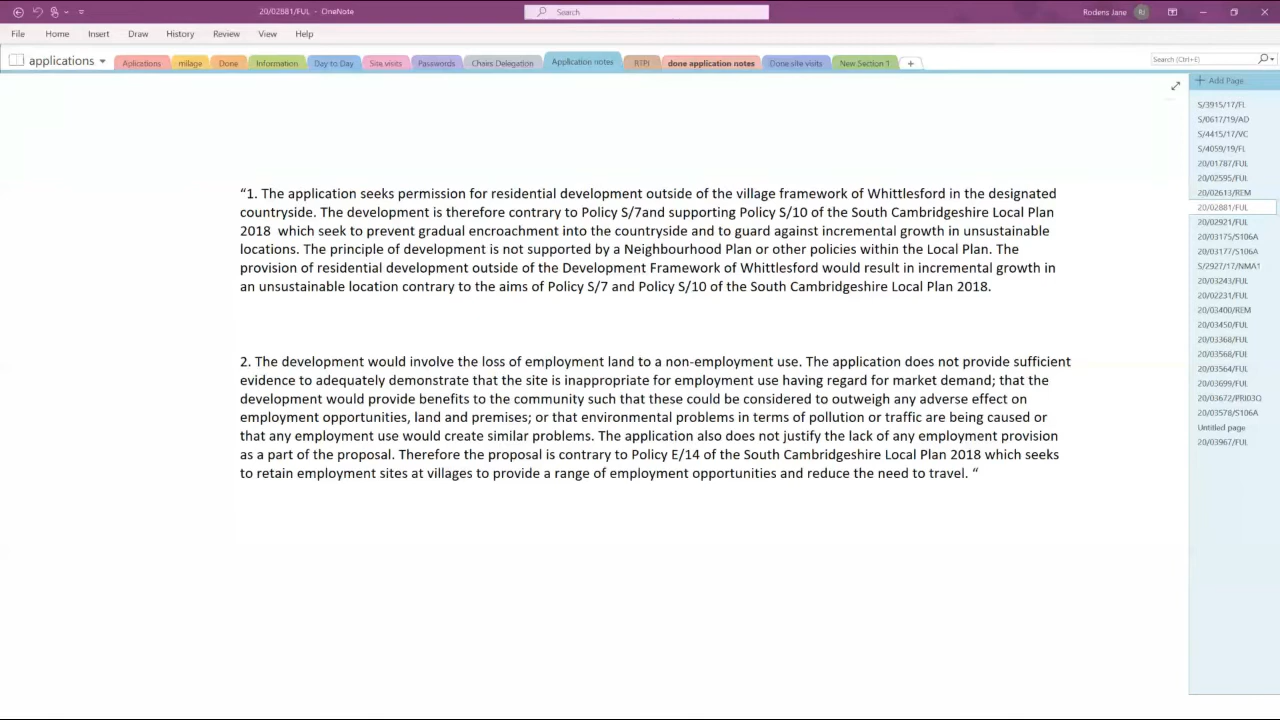 20/02881/FUL - OneNote
Search
Rodens Jane
RJ
File Home Insert Draw History Review View Help
applications
Aplications milage Done Information Day to Day Site visits Passwords Chairs Delegation Application notes RTPI done application notes Done site visits New Section 1
Search (Ctrl+E)
Add Page
“1. The application seeks permission for residential development outside of the village framework of Whittlesford in the designated
countryside. The development is therefore contrary to Policy S/7and supporting Policy S/10 of the South Cambridgeshire Local Plan
2018 which seek to prevent gradual encroachment into the countryside and to guard against incremental growth in unsustainable
locations. The principle of development is not supported by a Neighbourhood Plan or other policies within the Local Plan. The
provision of residential development outside of the Development Framework of Whittlesford would result in incremental growth in
an unsustainable location contrary to the aims of Policy S/7 and Policy S/10 of the South Cambridgeshire Local Plan 2018.
2. The development would involve the loss of employment land to a non-employment use. The application does not provide sufficient
evidence to adequately demonstrate that the site is inappropriate for employment use having regard for market demand; that the
development would provide benefits to the community such that these could be considered to outweigh any adverse effect on
employment opportunities, land and premises; or that environmental problems in terms of pollution or traffic are being caused or
that any employment use would create similar problems. The application also does not justify the lack of any employment provision
as a part of the proposal. Therefore the proposal is contrary to Policy E/14 of the South Cambridgeshire Local Plan 2018 which seeks
to retain employment sites at villages to provide a range of employment opportunities and reduce the need to travel. “
S/3915/17/FL
S/0617/19/AD
S/4415/17/VC
S/4059/19/FL
20/01787/FUL
20/02595/FUL
20/02613/REM
20/02881/FUL
20/02921/FUL
20/03175/S106A
20/03177/S106A
S/2927/17/NMA1
20/03243/FUL
20/02231/FUL
20/03400/REM
20/03450/FUL
20/03368/FUL
20/03568/FUL
20/03564/FUL
20/03699/FUL
20/03672/PRI03Q
20/03578/S106A
Untitled page
20/03967/FUL